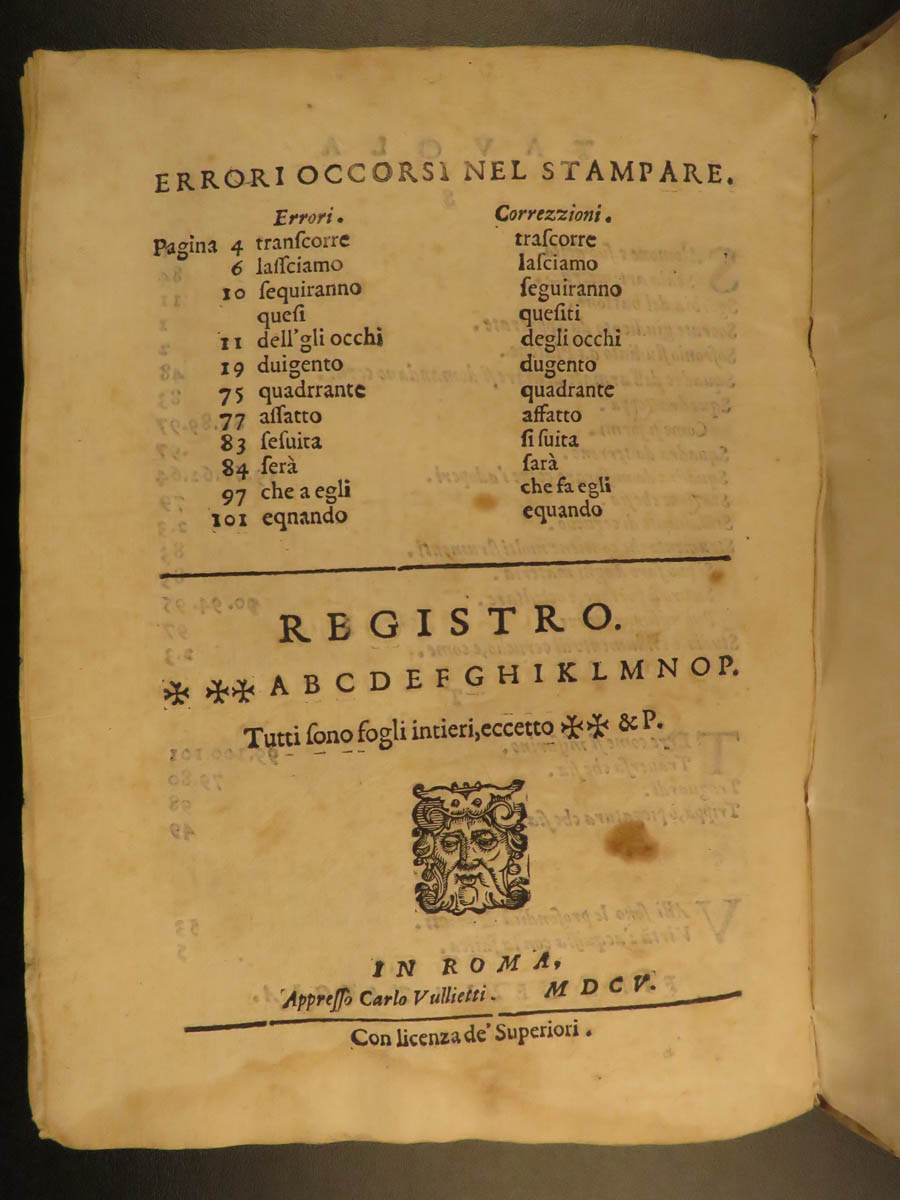 ERRORI OCCORSI NEL STAMPARE.
Errori. Correzzioni.
Pagina 4 tranſcorre traſcorre
6 laſſciamo laſciamo
10 ſequiranno ſeguiranno
queſi queſiti
11 dell'gli occhi degli occhi
19 duigento dugento
75 quadrrante quadrante
77 aſſatto affatto
83 ſeſuita ſi ſuita
84 ſerà ſarà
97 che a egli che fa egli
101 eqnando equando
REGISTRO.
✠ ✠✠ A B C D E F G H I K L M N O P.
Tutti ſono fogli intieri, eccetto ✠✠ & P.
IN ROMA,
Appreſſo Carlo Vullietti. MDCV.
Con licenza de' Superiori.